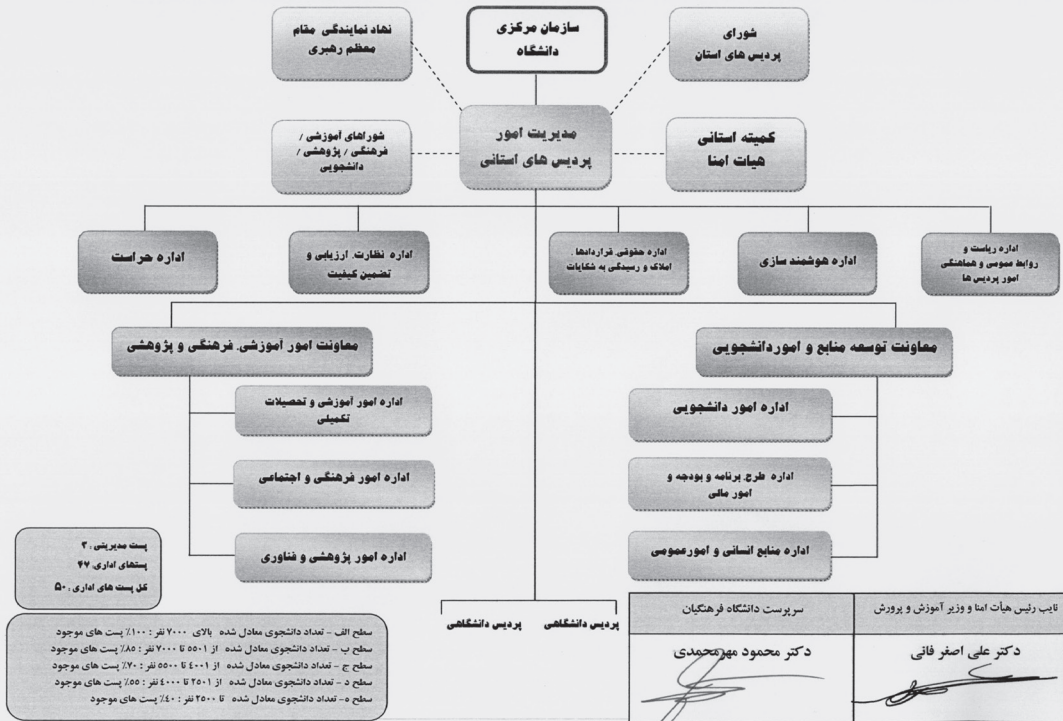 شورای
پردیس های استان
سازمان مرکزی
دانشگاه
نهاد نمایندگی مقام
معظم رهبری
کمیته استانی
هیات امنا
مدیریت امور
پردیس های استانی
شوراهای آموزشی /
فرهنگی / پژوهشی /
دانشجویی
اداره ریاست و
روابط عمومی و هماهنگی
امور پردیس ها
اداره هوشمند سازی
اداره حقوقی، قراردادها ،
املاک و رسیدگی به شکایات
اداره نظارت، ارزیابی و
تضمین کیفیت
اداره حراست
معاونت توسعه منابع و اموردانشجویی
اداره امور دانشجویی
اداره طرح، برنامه و بودجه و
امور مالی
اداره منابع انسانی و امورعمومی
معاونت امور آموزشی، فرهنگی و پژوهشی
اداره امور آموزشی و تحصیلات
تکمیلی
اداره امور فرهنگی و اجتماعی
اداره امور پژوهشی و فناوری
پردیس دانشگاهی
پردیس دانشگاهی
پست مدیریتی : ۳
پستهای اداری: ۴۷
کل پست های اداری : ۵۰
سطح الف - تعداد دانشجوی معادل شده بالای ۷۰۰۰ نفر : ۱۰۰٪ پست های موجود
سطح ب - تعداد دانشجوی معادل شده از ۵۵۰۱ تا ۷۰۰۰ نفر : ۸۵٪ پست های موجود
سطح ج - تعداد دانشجوی معادل شده از ۴۰۰۱ تا ۵۵۰۰ نفر : ۷۰٪ پست های موجود
سطح د - تعداد دانشجوی معادل شده از ۲۵۰۱ تا ۴۰۰۰ نفر : ۵۵٪ پست های موجود
سطح ه- تعداد دانشجوی معادل شده تا ۲۵۰۰ نفر : ۴۰٪ پست های موجود
نایب رئیس هیأت امنا و وزیر آموزش و پرورش
دکتر علی اصغر فانی
سرپرست دانشگاه فرهنگیان
دکتر محمود مهرمحمدی